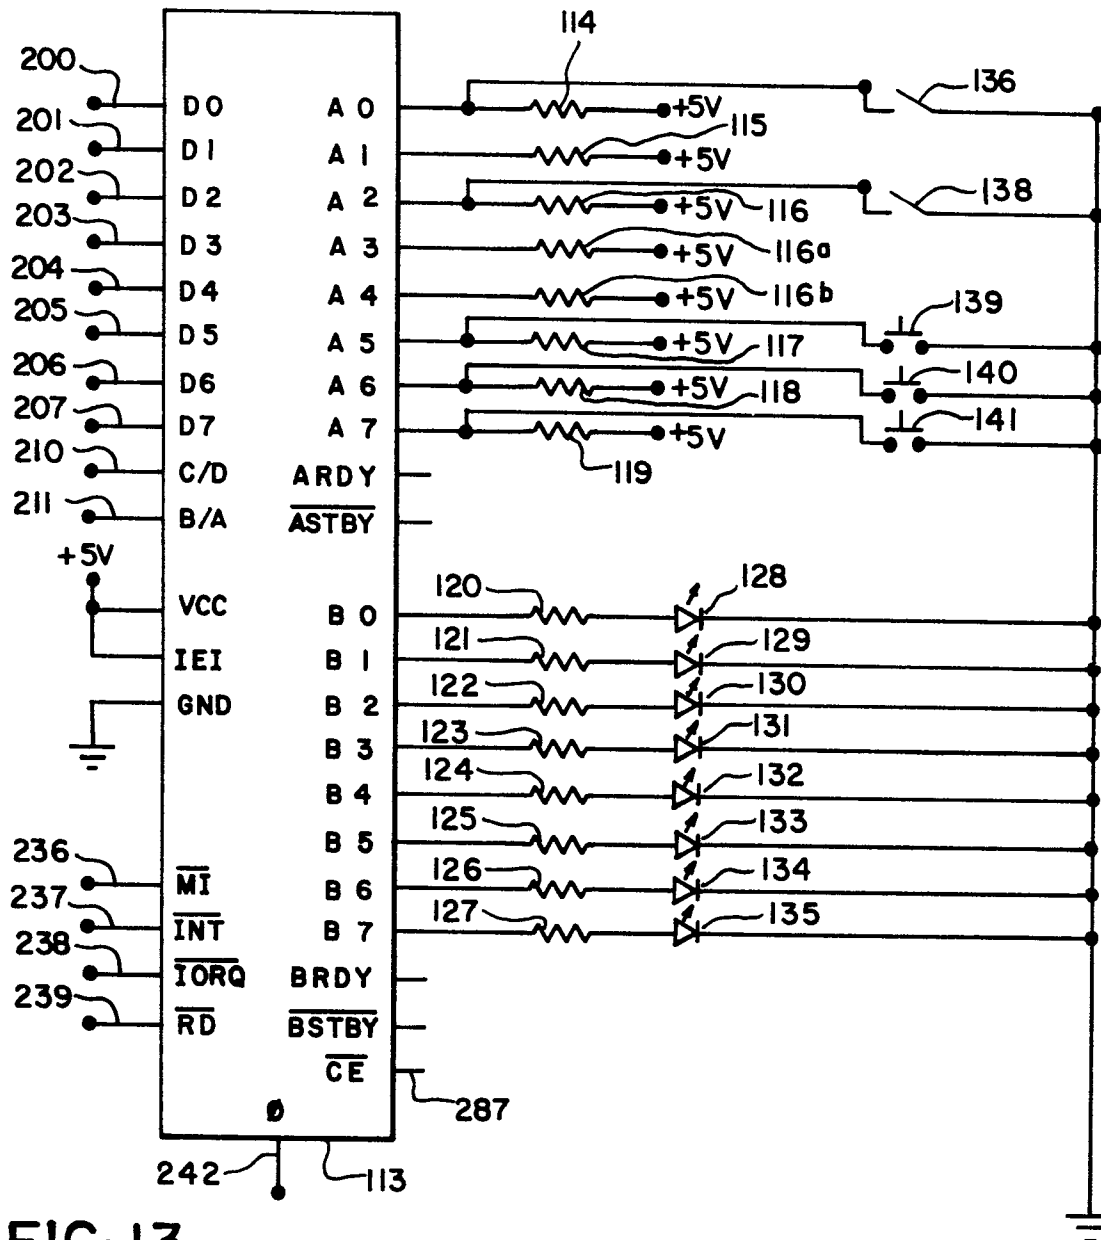 114
200 D0 A0 +5V 136
201 D1 A1 +5V 115
202 D2 A2 +5V 116 138
203 D3 A3 +5V 116a
204 D4 A4 +5V 116b
205 D5 A5 +5V 117 139
206 D6 A6 +5V 118 140
207 D7 A7 +5V 119 141
210 C/D ARDY
211 B/A ASTBY
+5V
VCC B0 120 128
IEI B1 121 129
GND B2 122 130
B3 123 131
B4 124 132
B5 125 133
236 MI B6 126 134
237 INT B7 127 135
238 IORQ BRDY
239 RD BSTBY
CE 287
Ø
242 113
FIG. 13